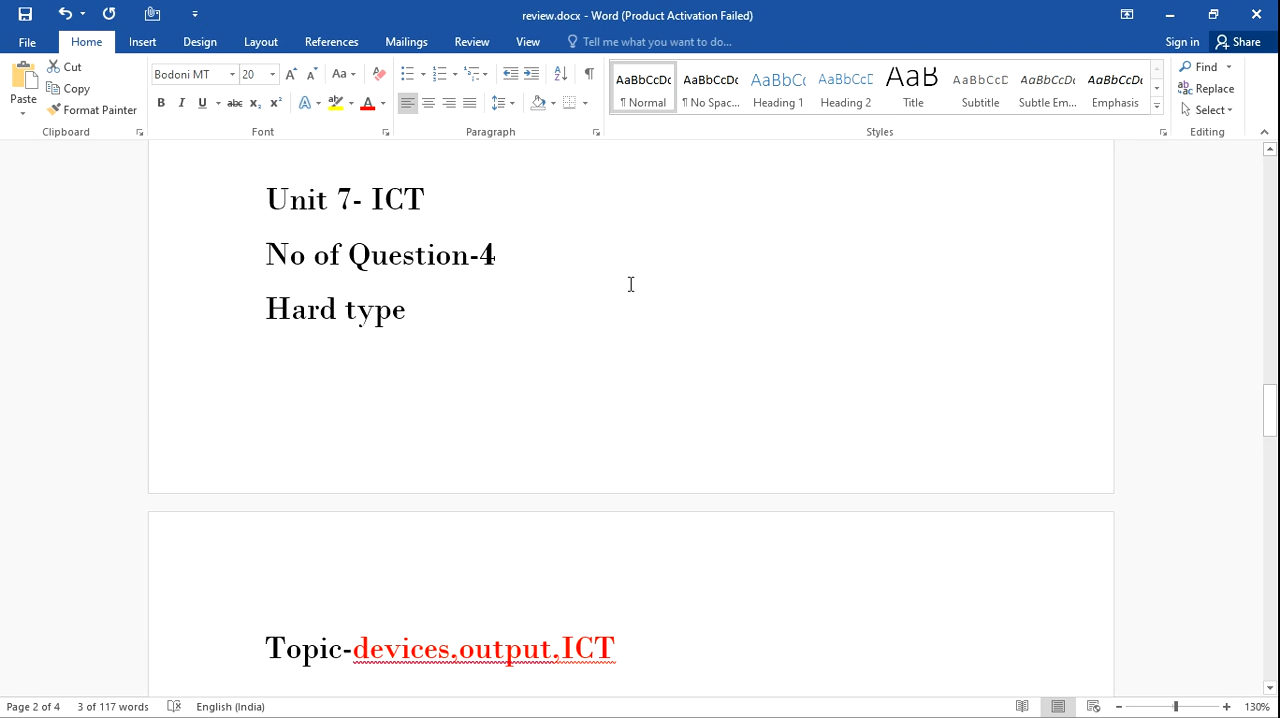 review.docx - Word (Product Activation Failed)
File Home Insert Design Layout References Mailings Review View Tell me what you want to do... Sign in Share
Paste Cut Copy Format Painter
Clipboard
Bodoni MT 20 Aa
B I U abc X₂ X² A A
Font
Paragraph
AaBbCcDc AaBbCcDc AaBbCc AaBbCcD AaB AaBbCcD AaBbCcDc AaBbCcDc
¶ Normal ¶ No Spac... Heading 1 Heading 2 Title Subtitle Subtle Em... Emphasis
Styles
Find
Replace
Select
Editing
Unit 7- ICT
No of Question-4
Hard type
Topic-devices,output,ICT
Page 2 of 4 3 of 117 words English (India) 130%